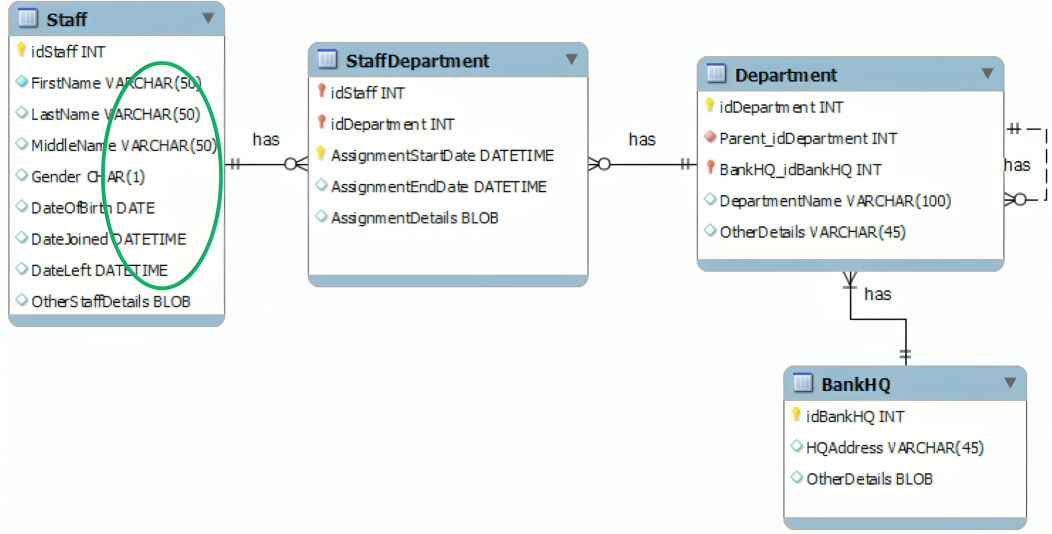 Staff
idStaff INT
FirstName VARCHAR(50)
LastName VARCHAR(50)
MiddleName VARCHAR(50)
Gender CHAR(1)
DateOfBirth DATE
DateJoined DATETIME
DateLeft DATETIME
OtherStaffDetails BLOB
has
StaffDepartment
idStaff INT
idDepartment INT
AssignmentStartDate DATETIME
AssignmentEndDate DATETIME
AssignmentDetails BLOB
has
Department
idDepartment INT
Parent_idDepartment INT
BankHQ_idBankHQ INT
DepartmentName VARCHAR(100)
OtherDetails VARCHAR(45)
has
has
BankHQ
idBankHQ INT
HQAddress VARCHAR(45)
OtherDetails BLOB